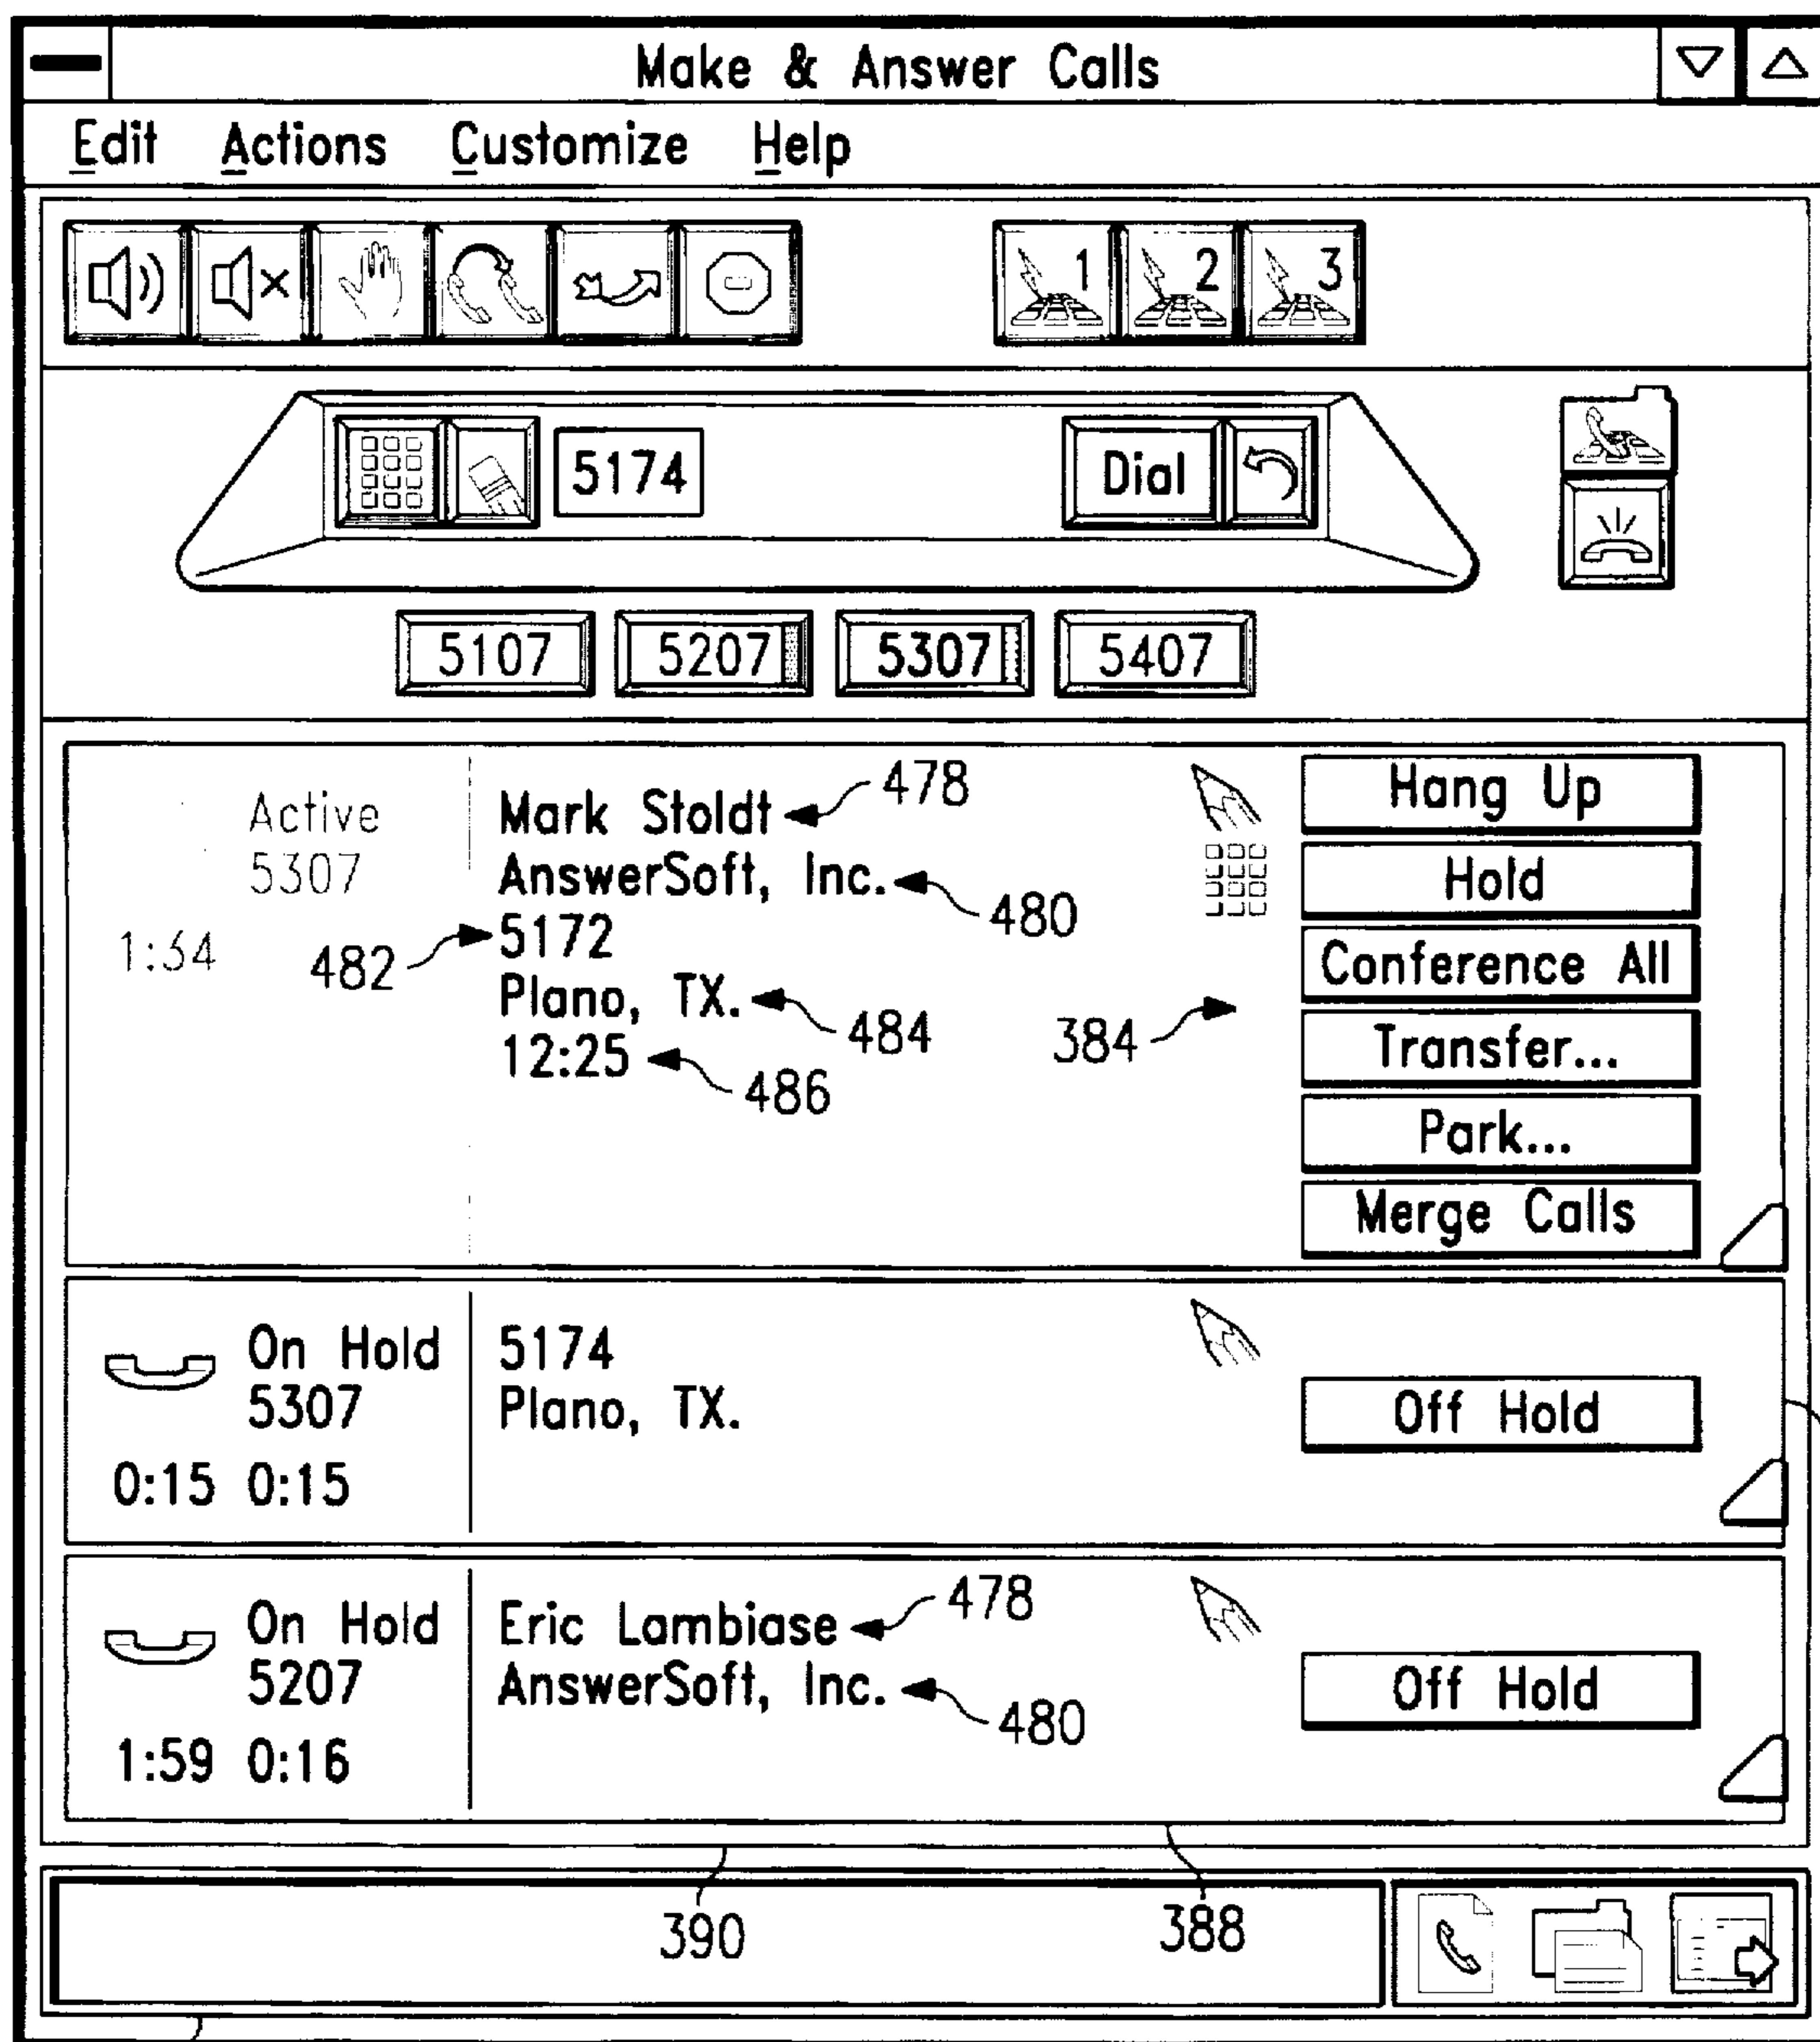 Make & Answer Calls
Edit Actions Customize Help
1 2 3
5174 Dial
5107 5207 5307 5407
Active
5307
1:34
Mark Stoldt 478
AnswerSoft, Inc. 480
482 5172
Plano, TX. 484
12:25 486
384
Hang Up
Hold
Conference All
Transfer...
Park...
Merge Calls
On Hold
5307
0:15 0:15
5174
Plano, TX.
Off Hold
On Hold
5207
1:59 0:16
Eric Lambiase 478
AnswerSoft, Inc. 480
Off Hold
390 388